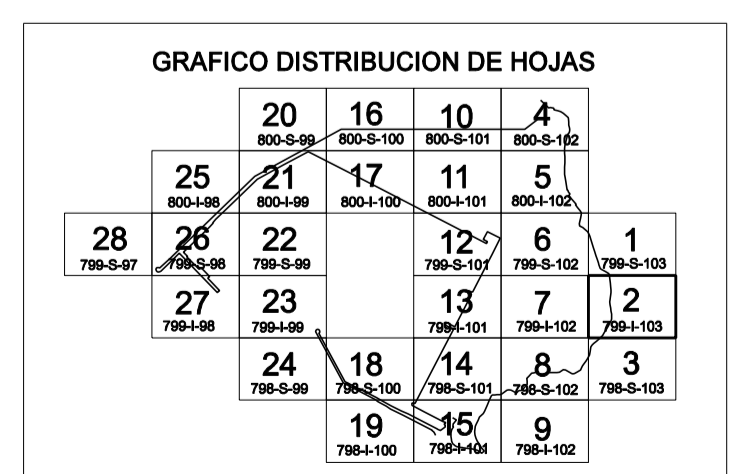 GRAFICO DISTRIBUCION DE HOJAS
20 16 10 4
800-S-99 800-S-100 800-S-101 800-S-102
25 21 17 11 5
800-I-98 800-I-99 800-I-100 800-I-101 800-I-102
28 26 22 12 6 1
799-S-97 799-S-98 799-S-99 799-S-101 799-S-102 799-S-103
27 23 13 7 2
799-I-98 799-I-99 799-I-101 799-I-102 799-I-103
24 18 14 8 3
798-S-99 798-S-100 798-S-101 798-S-102 798-S-103
19 15 9
798-I-100 798-I-101 798-I-102